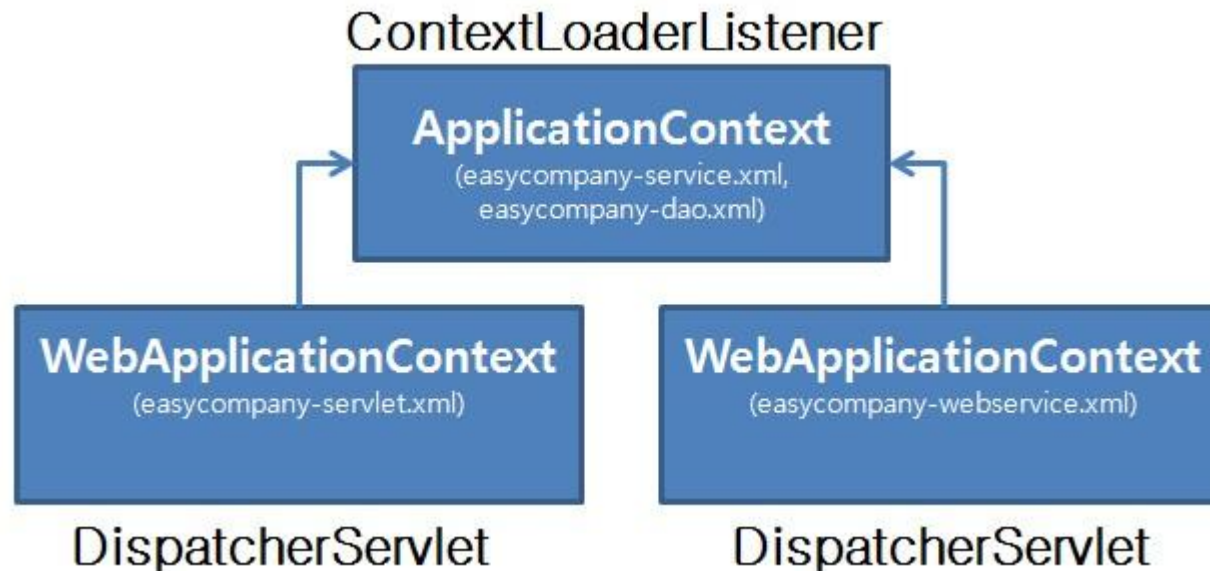 ContextLoaderListener
ApplicationContext
(easycompany-service.xml,
easycompany-dao.xml)
WebApplicationContext
(easycompany-servlet.xml)
WebApplicationContext
(easycompany-webservice.xml)
DispatcherServlet
DispatcherServlet